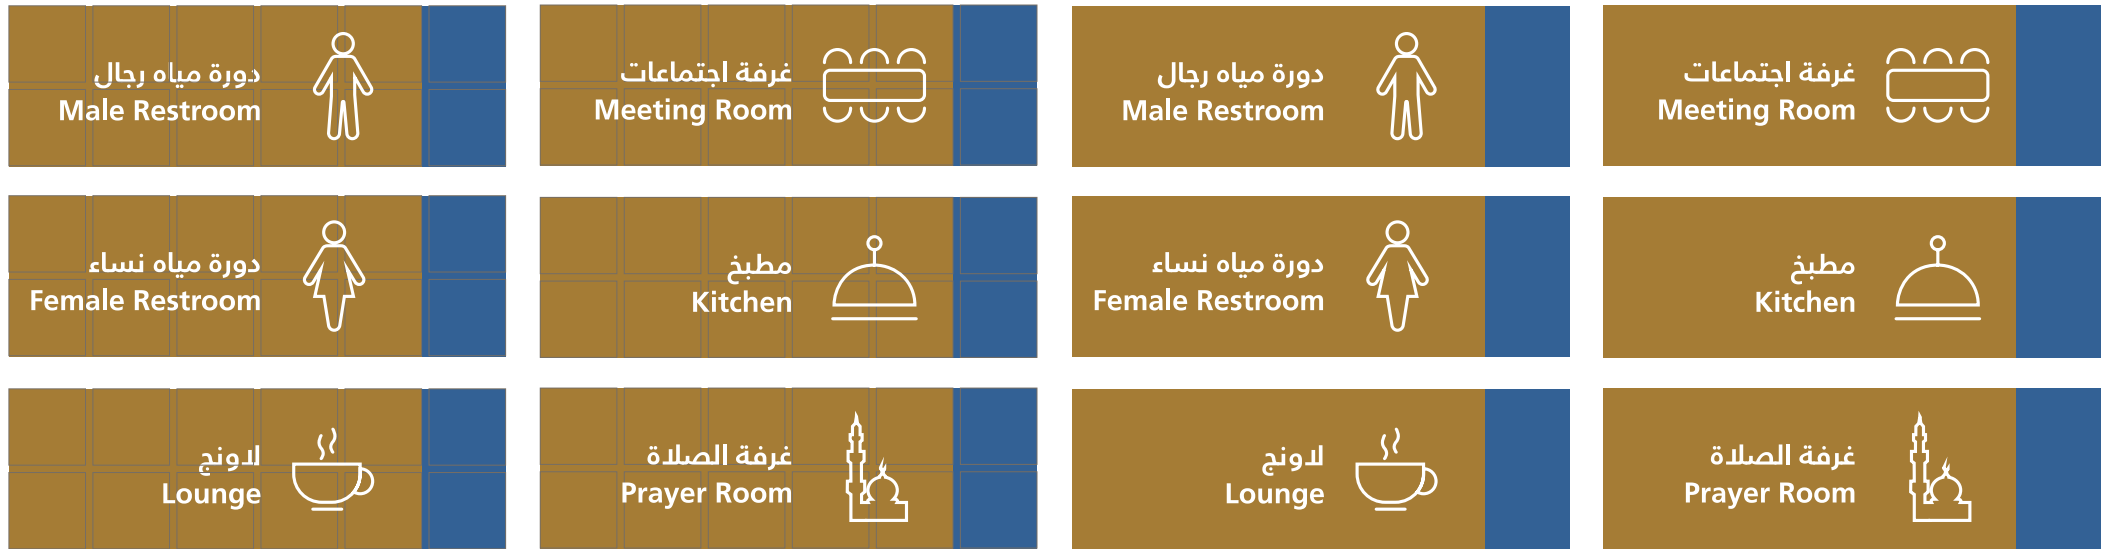 دورة مياه رجال
Male Restroom
غرفة اجتماعات
Meeting Room
دورة مياه رجال
Male Restroom
غرفة اجتماعات
Meeting Room
دورة مياه نساء
Female Restroom
مطبخ
Kitchen
دورة مياه نساء
Female Restroom
مطبخ
Kitchen
لاونج
Lounge
غرفة الصلاة
Prayer Room
لاونج
Lounge
غرفة الصلاة
Prayer Room